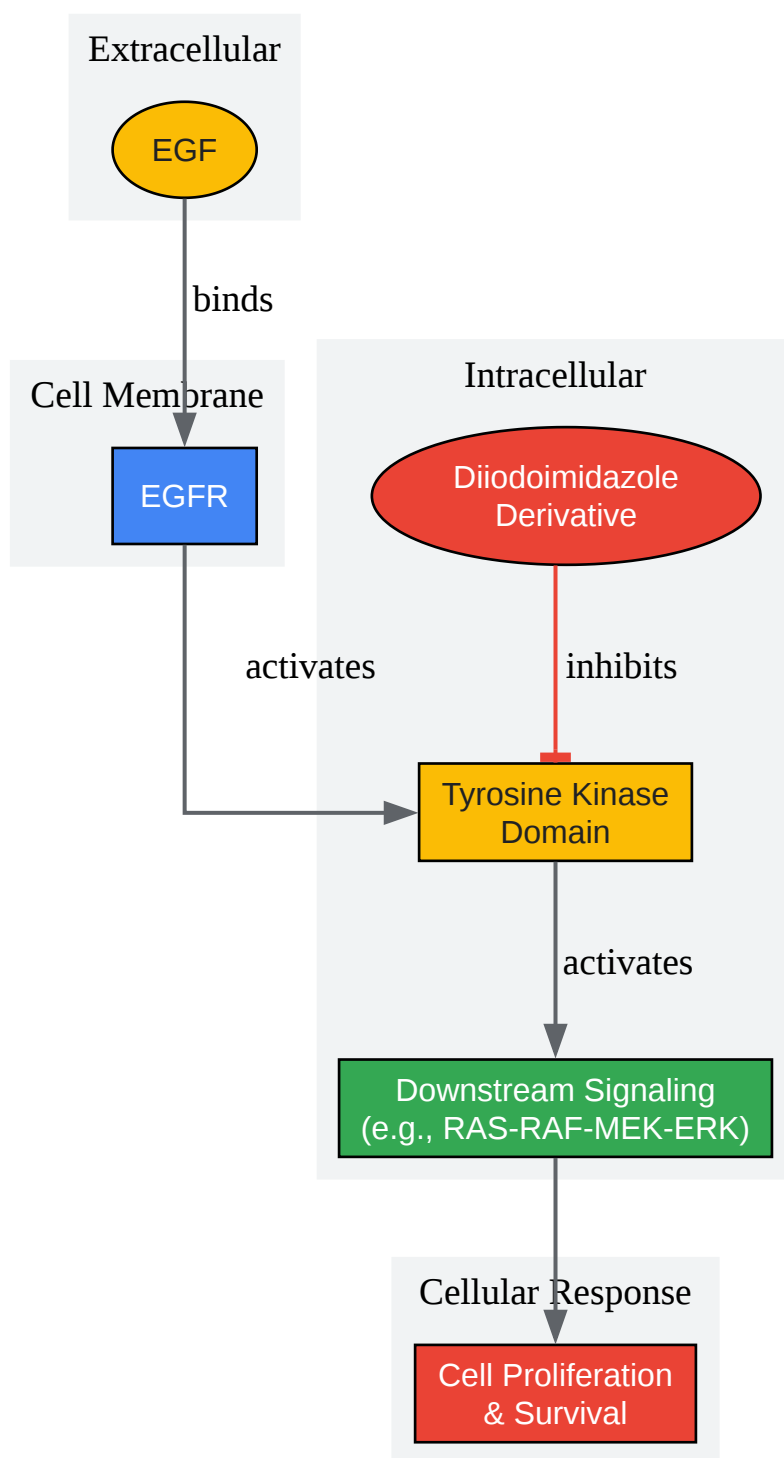 Extracellular
EGF
binds
Cell Membrane
EGFR
Intracellular
Diiodoimidazole
Derivative
activates
inhibits
Tyrosine Kinase
Domain
activates
Downstream Signaling
(e.g., RAS-RAF-MEK-ERK)
Cellular Response
Cell Proliferation
& Survival